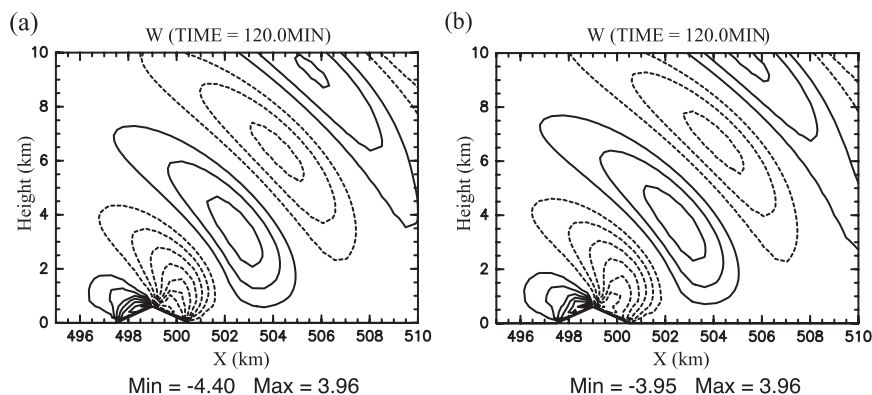 (a)
W (TIME = 120.0MIN)
Height (km)
10
8
6
4
2
0
496 498 500 502 504 506 508 510
X (km)
Min = -4.40 Max = 3.96
(b)
W (TIME = 120.0MIN)
Height (km)
10
8
6
4
2
0
496 498 500 502 504 506 508 510
X (km)
Min = -3.95 Max = 3.96